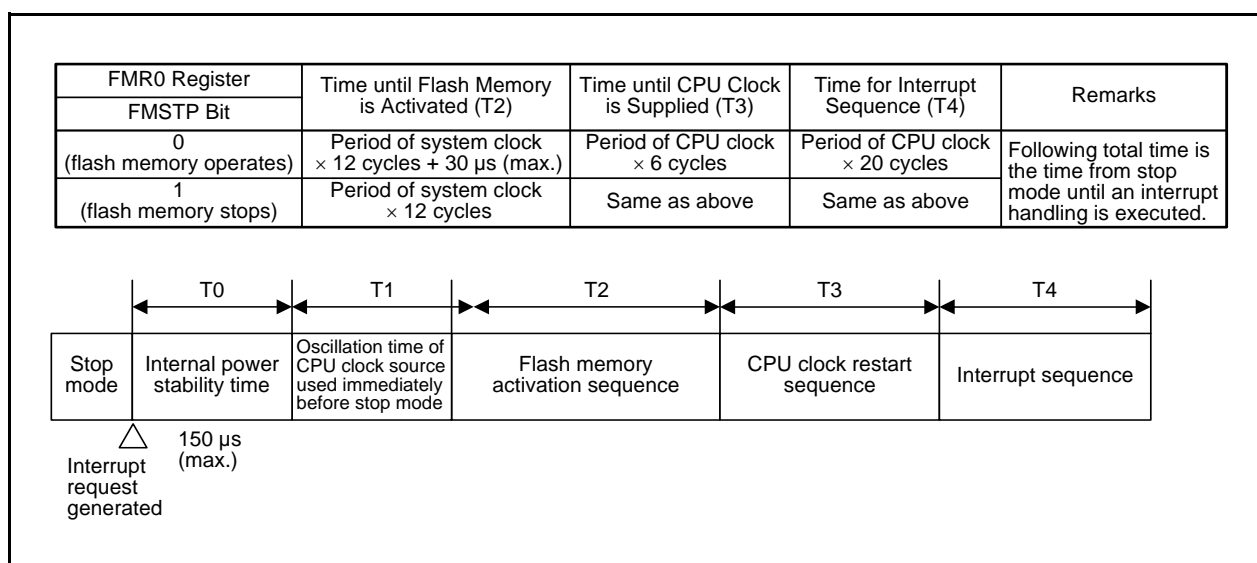 FMR0 Register
FMSTP Bit
Time until Flash Memory
is Activated (T2)
Time until CPU Clock
is Supplied (T3)
Time for Interrupt
Sequence (T4)
Remarks
0
(flash memory operates)
Period of system clock
× 12 cycles + 30 µs (max.)
Period of CPU clock
× 6 cycles
Period of CPU clock
× 20 cycles
Following total time is
the time from stop
mode until an interrupt
handling is executed.
1
(flash memory stops)
Period of system clock
× 12 cycles
Same as above
Same as above
T0
T1
T2
T3
T4
Stop
mode
Internal power
stability time
Oscillation time of
CPU clock source
used immediately
before stop mode
Flash memory
activation sequence
CPU clock restart
sequence
Interrupt sequence
150 µs
(max.)
Interrupt
request
generated